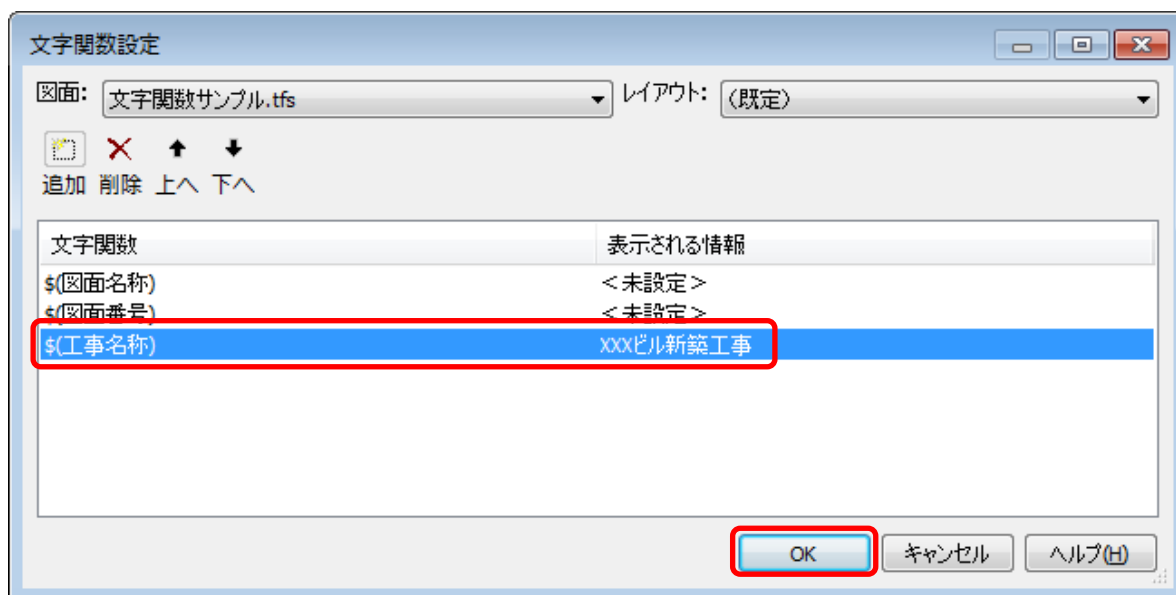 文字関数設定
図面: 文字関数サンプル.tfs レイアウト: (既定)
追加 削除 上へ 下へ
文字関数 表示される情報
$(図面名称) <未設定>
$(図面番号) <未設定>
$(工事名称) XXXビル新築工事
OK キャンセル ヘルプ(H)